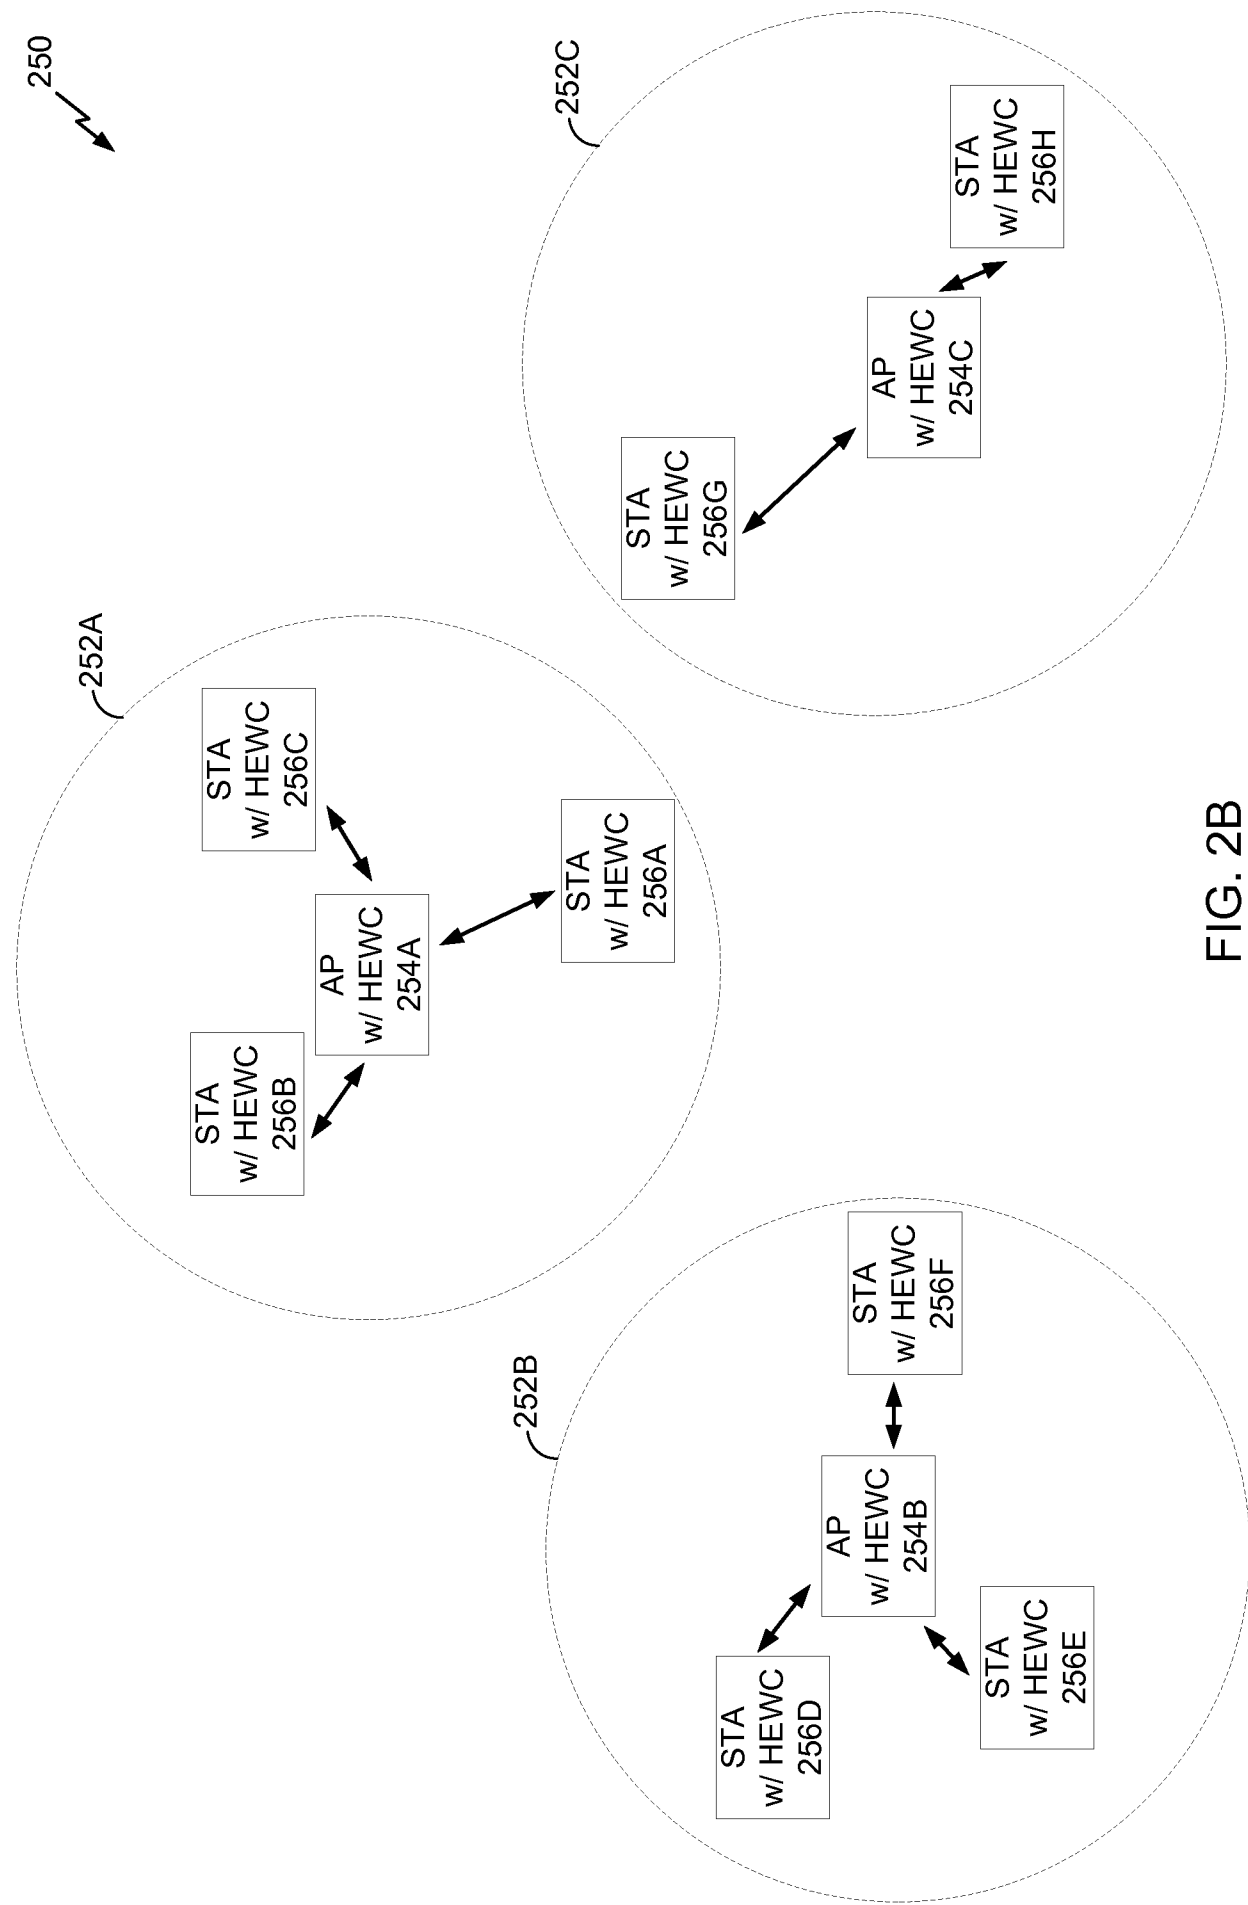 250
252A
STA
w/ HEWC
256B
STA
w/ HEWC
256C
AP
w/ HEWC
254A
STA
w/ HEWC
256A
252B
STA
w/ HEWC
256D
AP
w/ HEWC
254B
STA
w/ HEWC
256F
STA
w/ HEWC
256E
252C
STA
w/ HEWC
256G
AP
w/ HEWC
254C
STA
w/ HEWC
256H
FIG. 2B